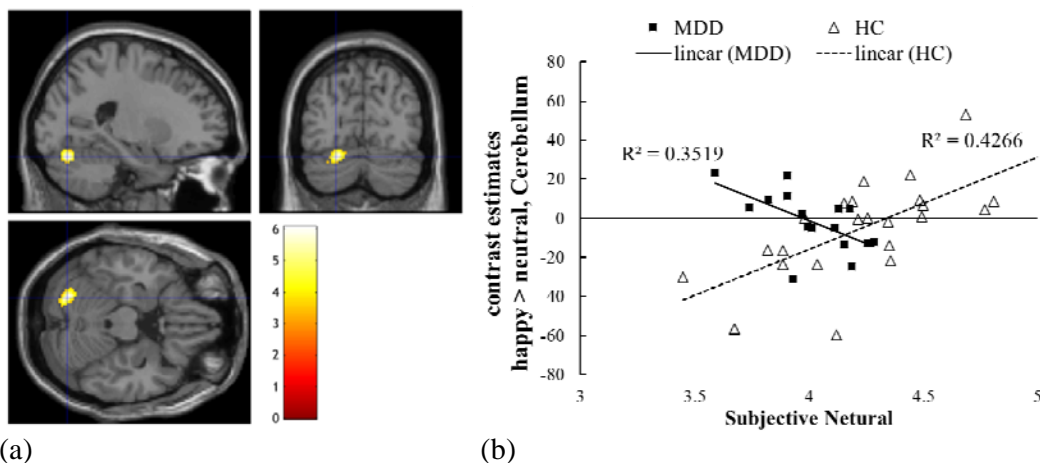 6
5
4
3
2
1
0
(a)
■ MDD △ HC
linear (MDD) linear (HC)
contrast estimates
happy > neutral, Cerebellum
80
60
40
20
0
-20
-40
-60
-80
R² = 0.3519
R² = 0.4266
3 3.5 4 4.5 5
Subjective Netural
(b)